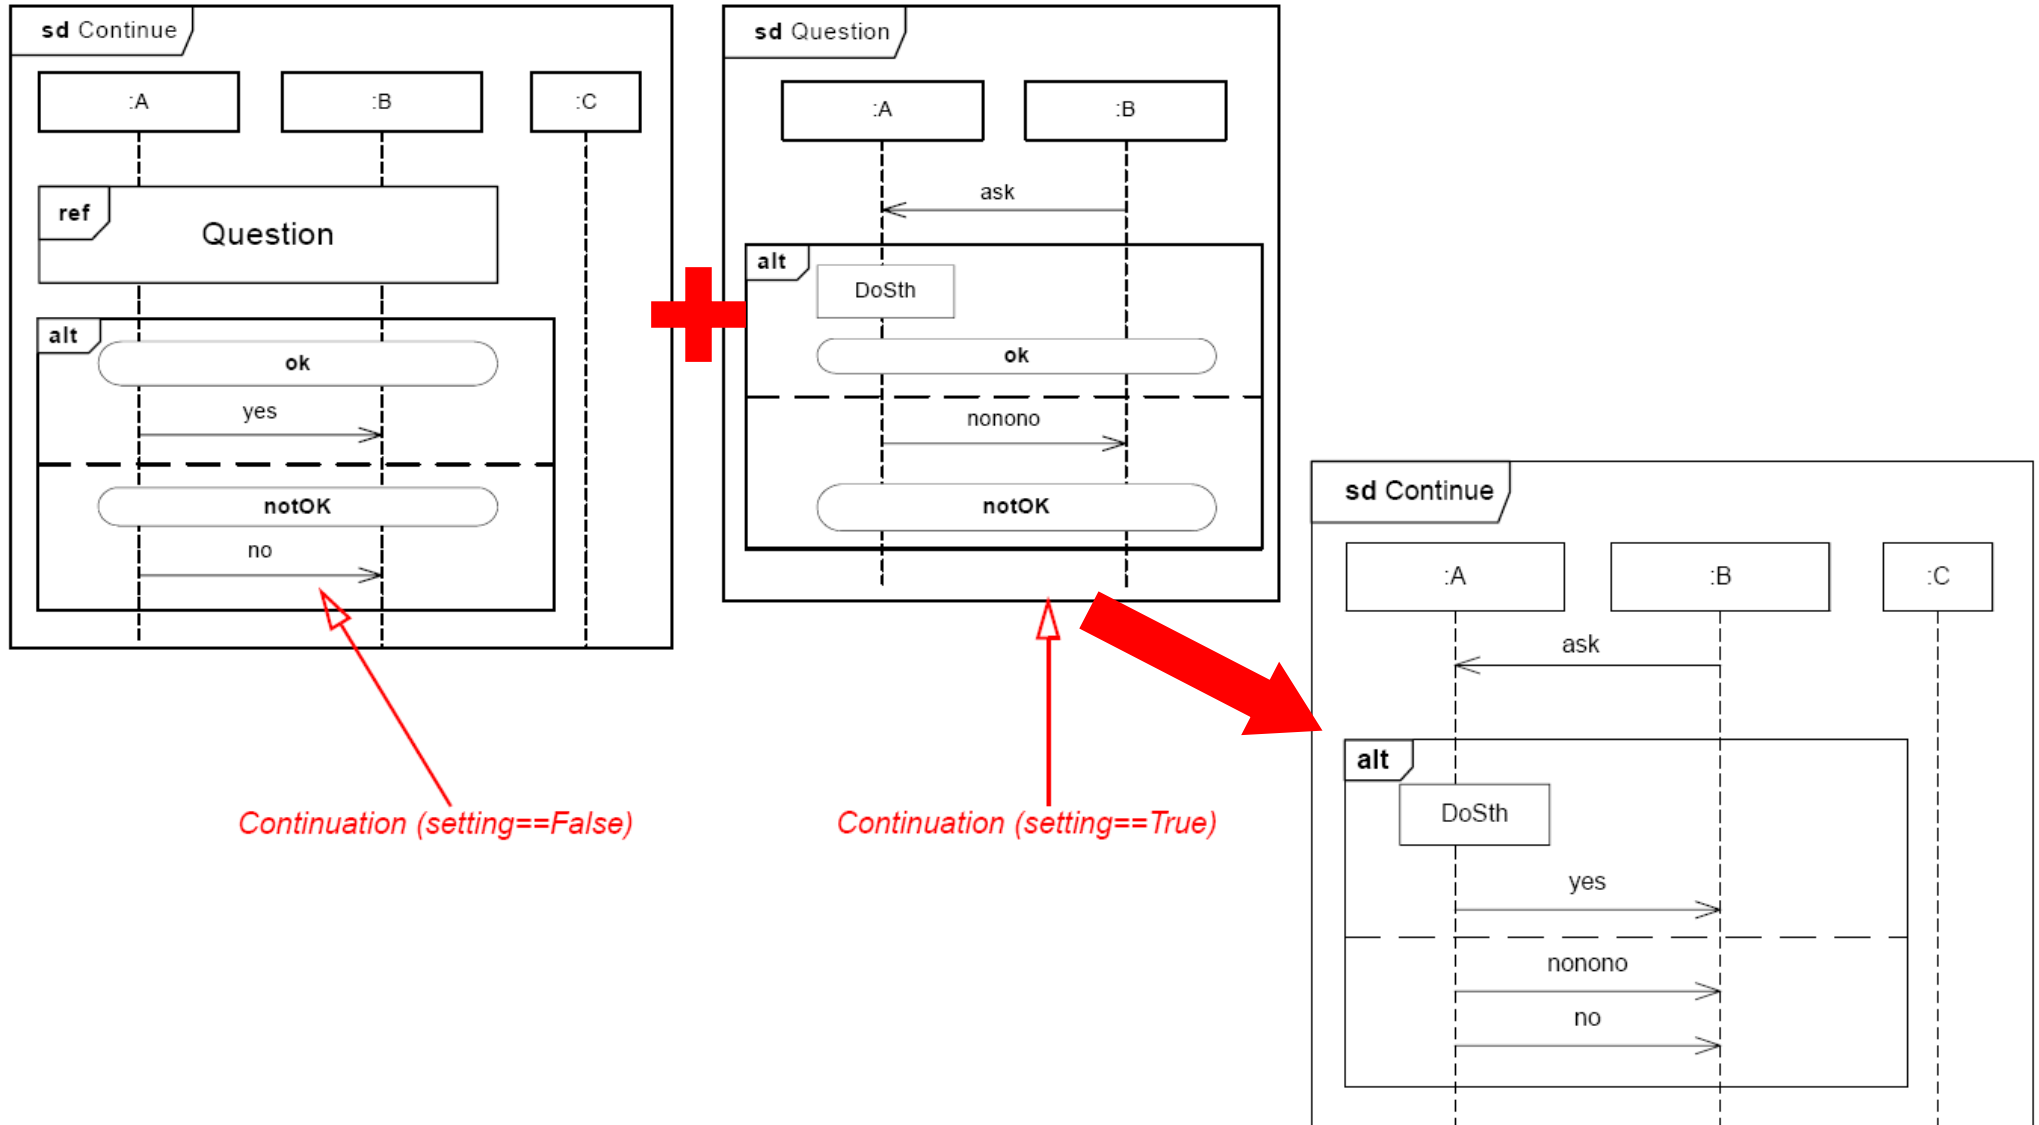 sd Continue
:A
:B
:C
ref
Question
alt
ok
yes
notOK
no
Continuation (setting==False)
sd Question
:A
:B
ask
alt
DoSth
ok
nonono
notOK
Continuation (setting==True)
sd Continue
:A
:B
:C
ask
alt
DoSth
yes
nonono
no